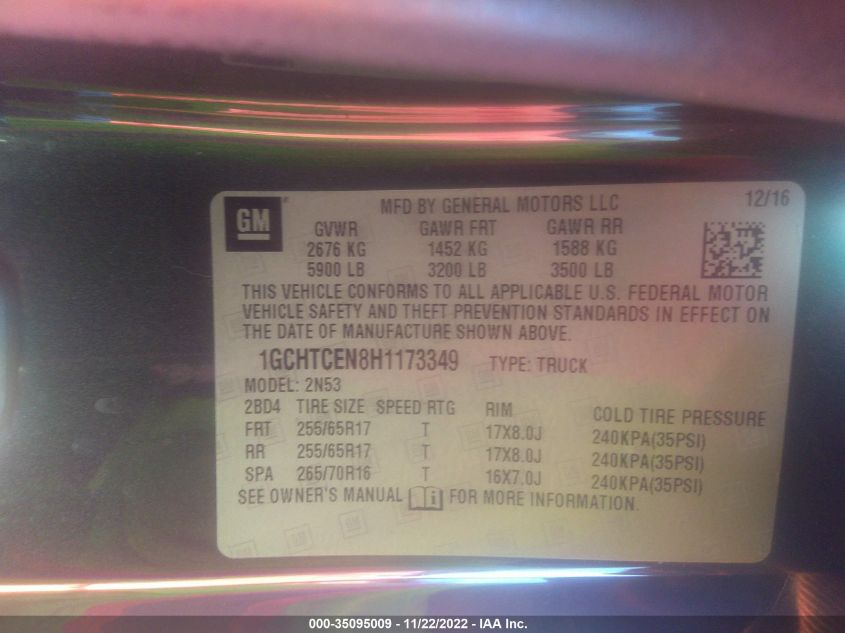 GM
MFD BY GENERAL MOTORS LLC 12/16
GVWR GAWR FRT GAWR RR
2676 KG 1452 KG 1588 KG
5900 LB 3200 LB 3500 LB
THIS VEHICLE CONFORMS TO ALL APPLICABLE U.S. FEDERAL MOTOR
VEHICLE SAFETY AND THEFT PREVENTION STANDARDS IN EFFECT ON
THE DATE OF MANUFACTURE SHOWN ABOVE.
1GCHTCEN8H1173349 TYPE: TRUCK
MODEL: 2N53
2BD4 TIRE SIZE SPEED RTG RIM COLD TIRE PRESSURE
FRT 255/65R17 T 17X8.0J 240KPA(35PSI)
RR 255/65R17 T 17X8.0J 240KPA(35PSI)
SPA 265/70R16 T 16X7.0J 240KPA(35PSI)
SEE OWNER'S MANUAL FOR MORE INFORMATION.
000-35095009 - 11/22/2022 - IAA Inc.